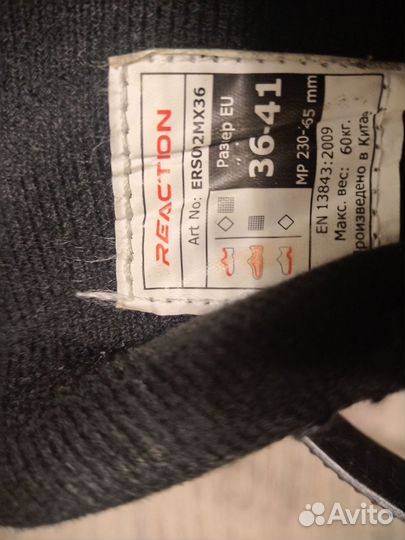 REACTION
Art No: ERS02MX36
Размер EU
36-41
MP 230-65 mm
EN 13843:2009
Макс. вес: 60кг.
Произведено в Кита
Avito